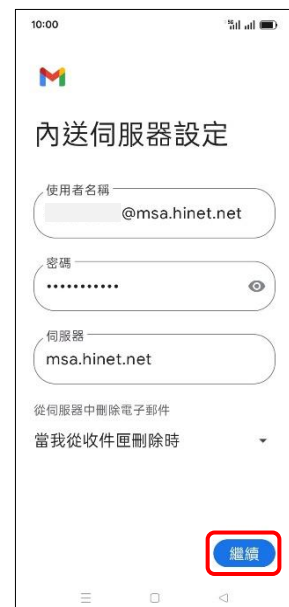 10:00
內送伺服器設定
使用者名稱
@msa.hinet.net
密碼
•••••••••••
伺服器
msa.hinet.net
從伺服器中刪除電子郵件
當我從收件匣刪除時
繼續